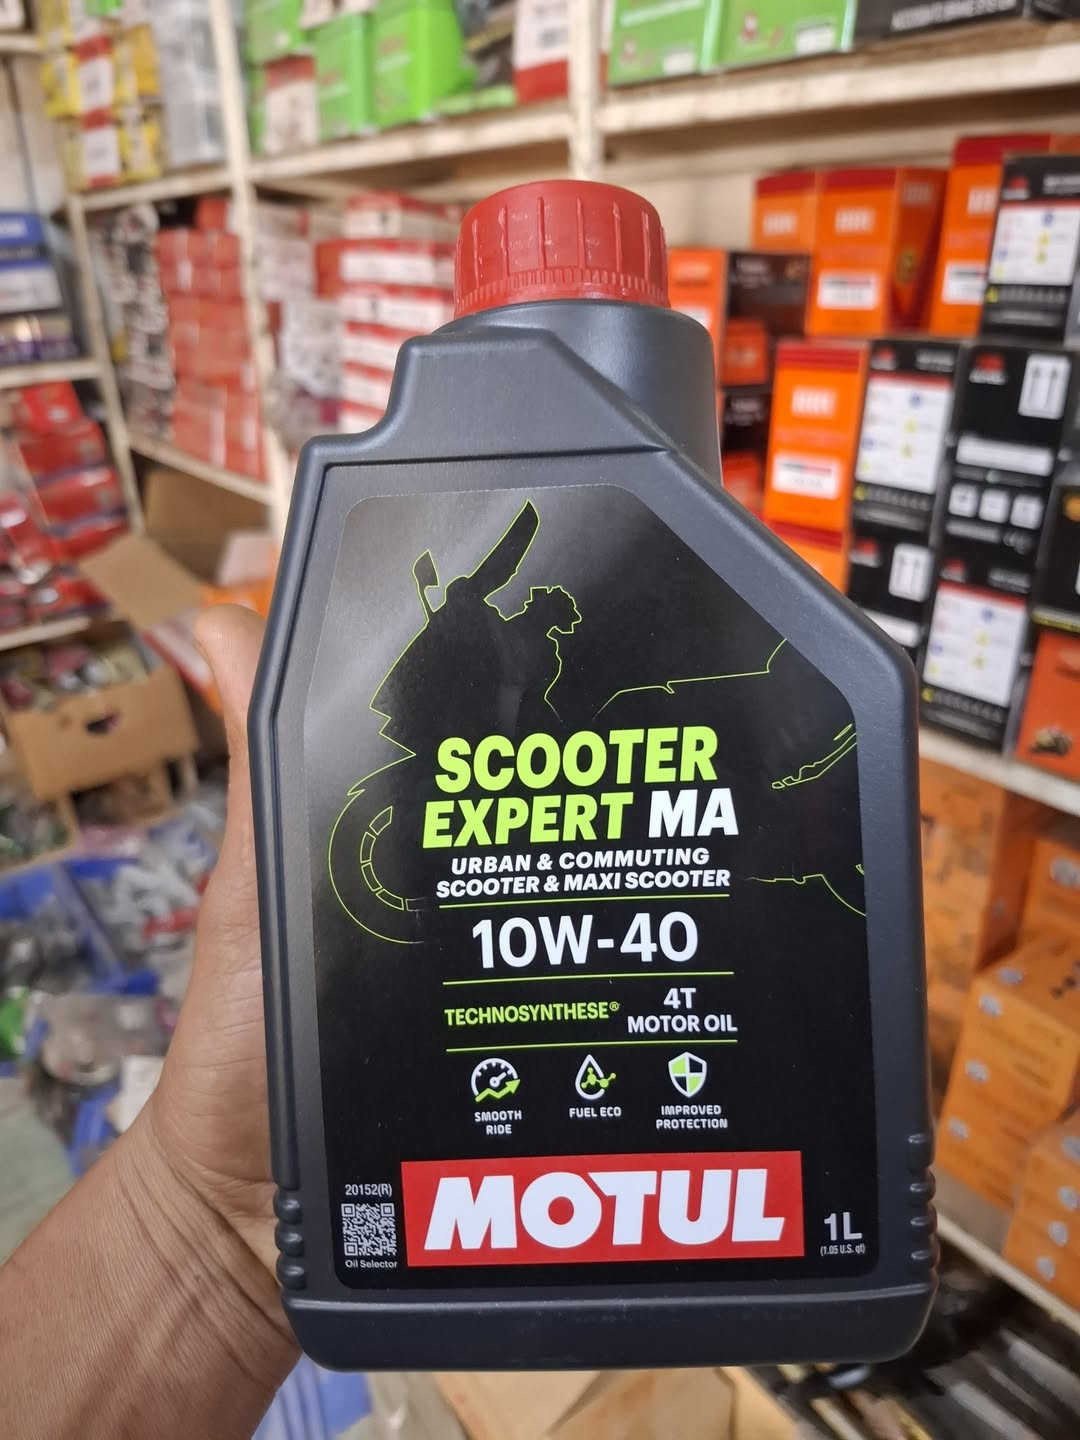 SCOOTER
EXPERT MA
URBAN & COMMUTING
SCOOTER & MAXI SCOOTER
10W-40
TECHNOSYNTHESE®
4T
MOTOR OIL
SMOOTH
RIDE
FUEL ECO
IMPROVED
PROTECTION
20152(R)
Oil Selector
MOTUL
1L
(1.05 U.S. qt)